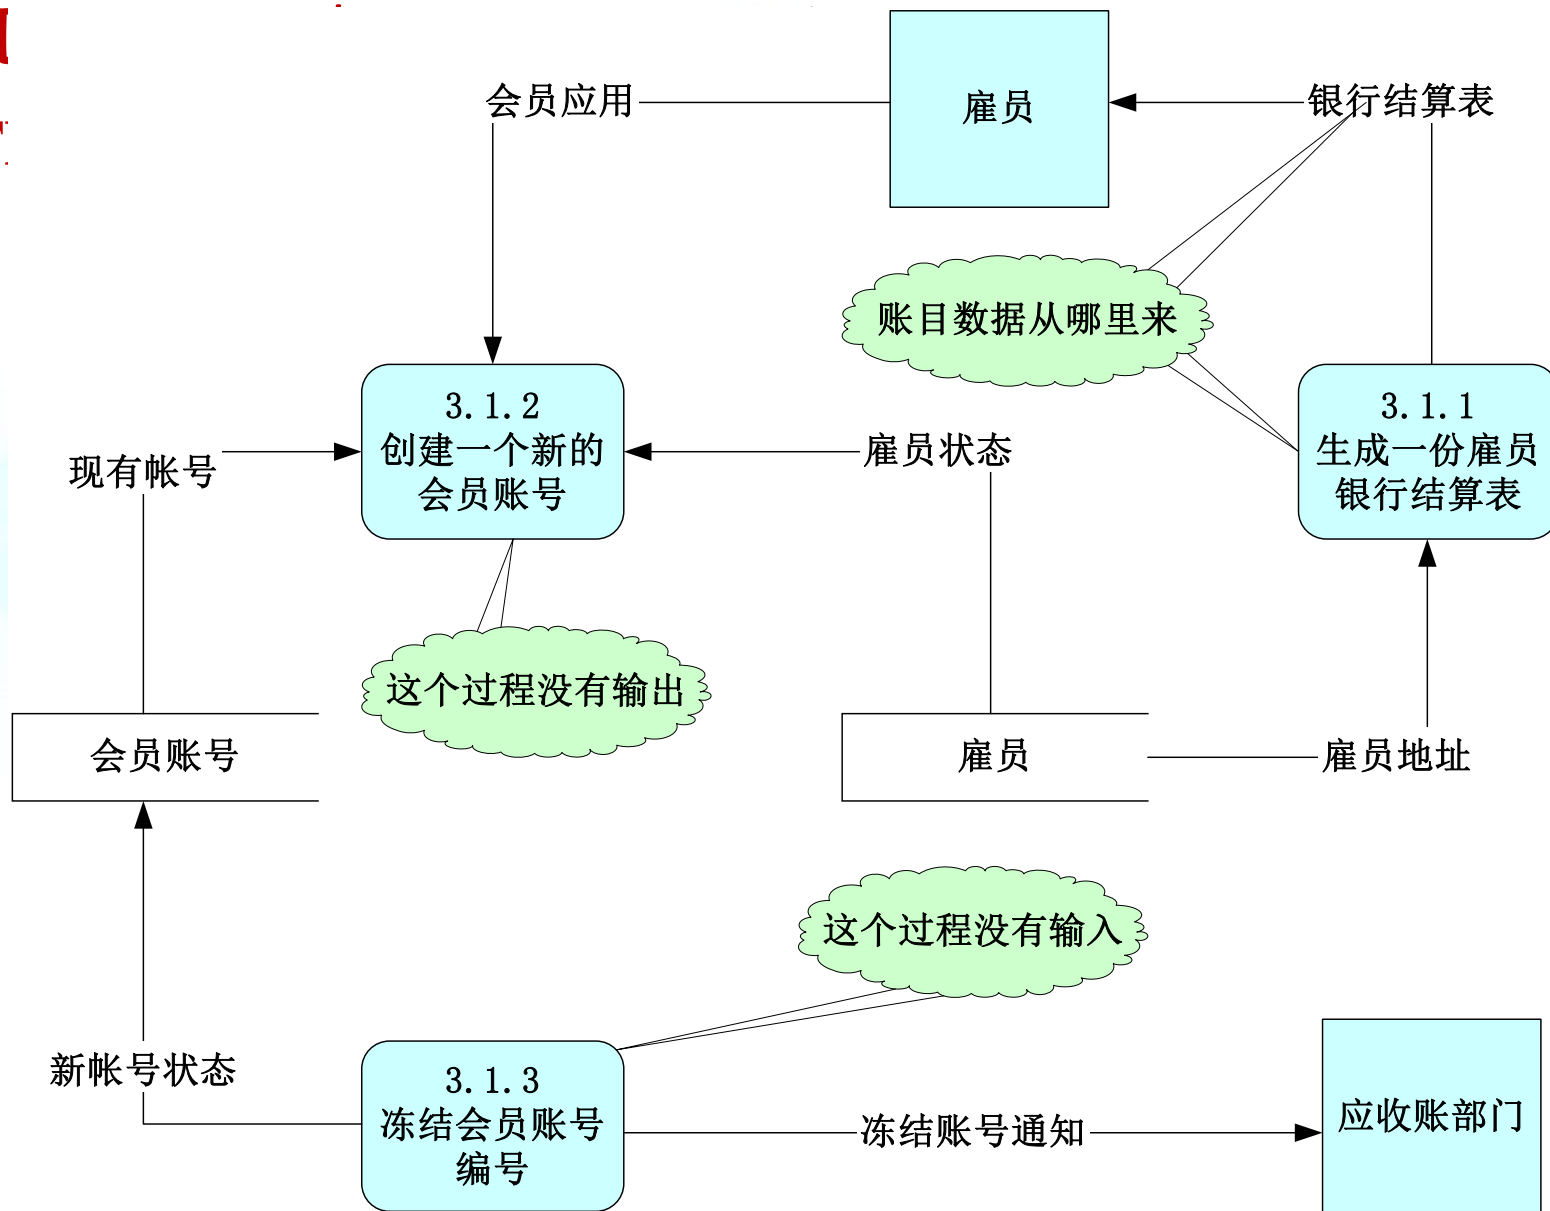 会员应用
雇员
银行结算表
账目数据从哪里来
3.1.2
创建一个新的
会员账号
3.1.1
生成一份雇员
银行结算表
现有帐号
雇员状态
这个过程没有输出
会员账号
雇员
雇员地址
这个过程没有输入
新帐号状态
3.1.3
冻结会员账号
编号
冻结账号通知
应收账部门